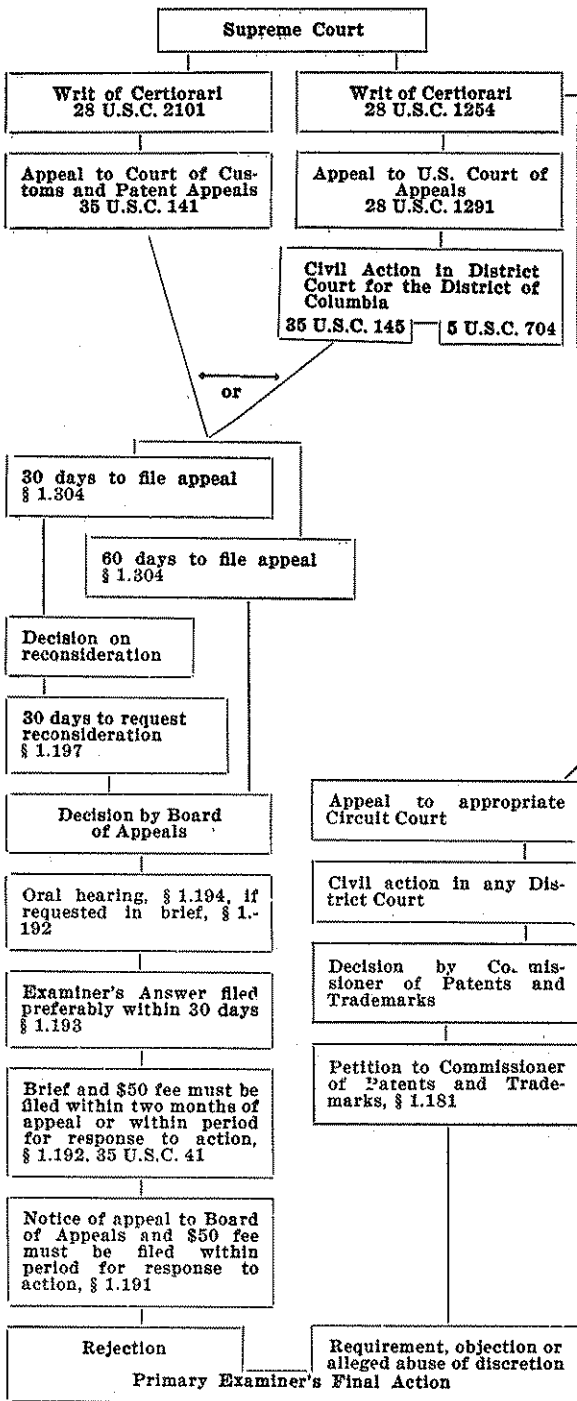 Supreme Court
Writ of Certiorari
28 U.S.C. 2101
Writ of Certiorari
28 U.S.C. 1254
Appeal to Court of Cus-
toms and Patent Appeals
35 U.S.C. 141
Appeal to U.S. Court of
Appeals
28 U.S.C. 1291
Civil Action in District
Court for the District of
Columbia
35 U.S.C. 145
5 U.S.C. 704
or
30 days to file appeal
§ 1.304
60 days to file appeal
§ 1.304
Decision on
reconsideration
30 days to request
reconsideration
§ 1.197
Decision by Board
of Appeals
Appeal to appropriate
Circuit Court
Oral hearing, § 1.194, if
requested in brief, § 1.-
192
Civil action in any Dis-
trict Court
Examiner's Answer filed
preferably within 30 days
§ 1.193
Decision by Commis-
sioner of Patents and
Trademarks
Brief and $50 fee must be
filed within two months of
appeal or within period
for response to action,
§ 1.192, 35 U.S.C. 41
Petition to Commissioner
of Patents and Trade-
marks, § 1.181
Notice of appeal to Board
of Appeals and $50 fee
must be filed within
period for response to
action, § 1.191
Rejection
Requirement, objection or
alleged abuse of discretion
Primary Examiner's Final Action